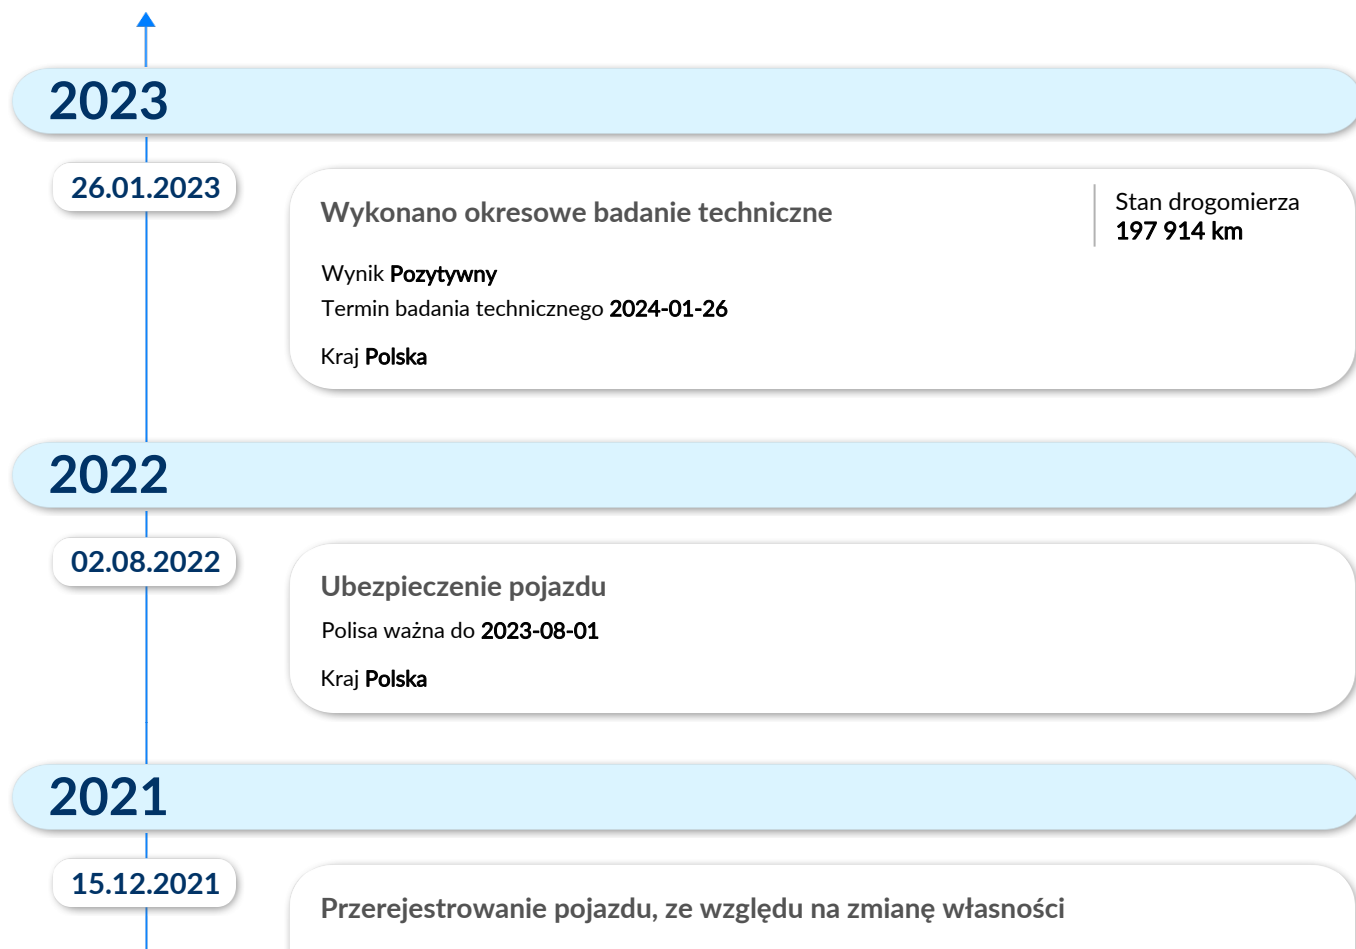 2023
26.01.2023
Wykonano okresowe badanie techniczne
Stan drogomierza
197 914 km
Wynik Pozytywny
Termin badania technicznego 2024-01-26
Kraj Polska
2022
02.08.2022
Ubezpieczenie pojazdu
Polisa ważna do 2023-08-01
Kraj Polska
2021
15.12.2021
Przerejestrowanie pojazdu, ze względu na zmianę własności